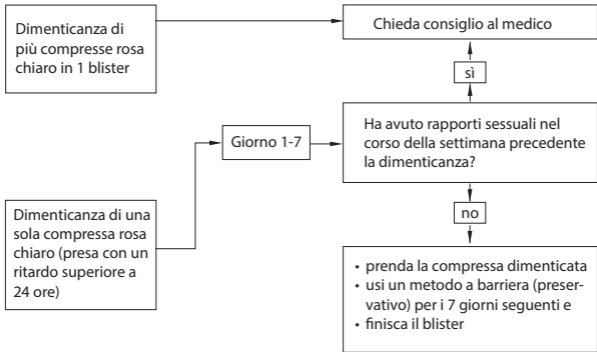 Dimenticanza di
più compresse rosa
chiaro in 1 blister
Chieda consiglio al medico
sì
Giorno 1-7
Ha avuto rapporti sessuali nel
corso della settimana precedente
la dimenticanza?
Dimenticanza di una
sola compressa rosa
chiaro (presa con un
ritardo superiore a
24 ore)
no
• prenda la compressa dimenticata
• usi un metodo a barriera (preser-
vativo) per i 7 giorni seguenti e
• finisca il blister